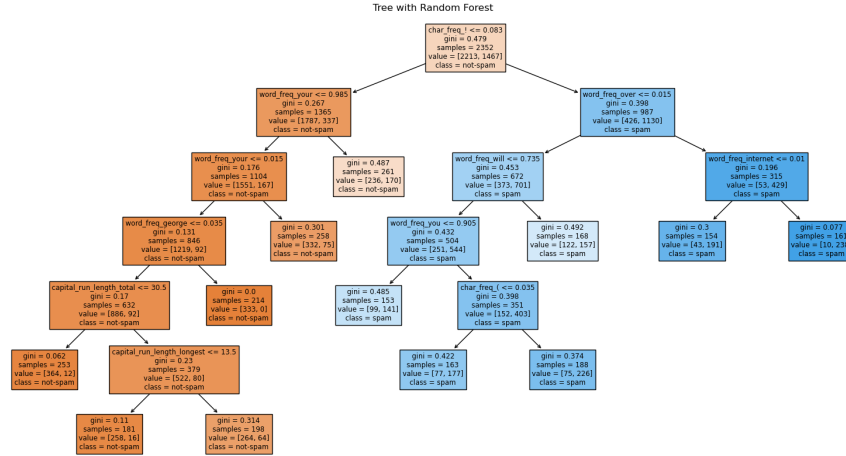 Tree with Random Forest
char_freq_! <= 0.083
gini = 0.479
samples = 2352
value = [2213, 1467]
class = not-spam
word_freq_your <= 0.985
gini = 0.267
samples = 1365
value = [1787, 337]
class = not-spam
word_freq_over <= 0.015
gini = 0.398
samples = 987
value = [426, 1130]
class = spam
word_freq_your <= 0.015
gini = 0.176
samples = 1104
value = [1551, 167]
class = not-spam
gini = 0.487
samples = 261
value = [236, 170]
class = not-spam
word_freq_will <= 0.735
gini = 0.453
samples = 672
value = [373, 701]
class = spam
word_freq_internet <= 0.01
gini = 0.196
samples = 315
value = [53, 429]
class = spam
word_freq_george <= 0.035
gini = 0.131
samples = 846
value = [1219, 92]
class = not-spam
gini = 0.301
samples = 258
value = [332, 75]
class = not-spam
word_freq_you <= 0.905
gini = 0.432
samples = 504
value = [251, 544]
class = spam
gini = 0.492
samples = 168
value = [122, 157]
class = spam
gini = 0.3
samples = 154
value = [43, 191]
class = spam
gini = 0.077
samples = 161
value = [10, 238]
class = spam
capital_run_length_total <= 30.5
gini = 0.17
samples = 632
value = [886, 92]
class = not-spam
gini = 0.0
samples = 214
value = [333, 0]
class = not-spam
gini = 0.485
samples = 153
value = [99, 141]
class = spam
char_freq_( <= 0.035
gini = 0.398
samples = 351
value = [152, 403]
class = spam
gini = 0.062
samples = 253
value = [364, 12]
class = not-spam
capital_run_length_longest <= 13.5
gini = 0.23
samples = 379
value = [522, 80]
class = not-spam
gini = 0.422
samples = 163
value = [77, 177]
class = spam
gini = 0.374
samples = 188
value = [75, 226]
class = spam
gini = 0.11
samples = 181
value = [258, 16]
class = not-spam
gini = 0.314
samples = 198
value = [264, 64]
class = not-spam